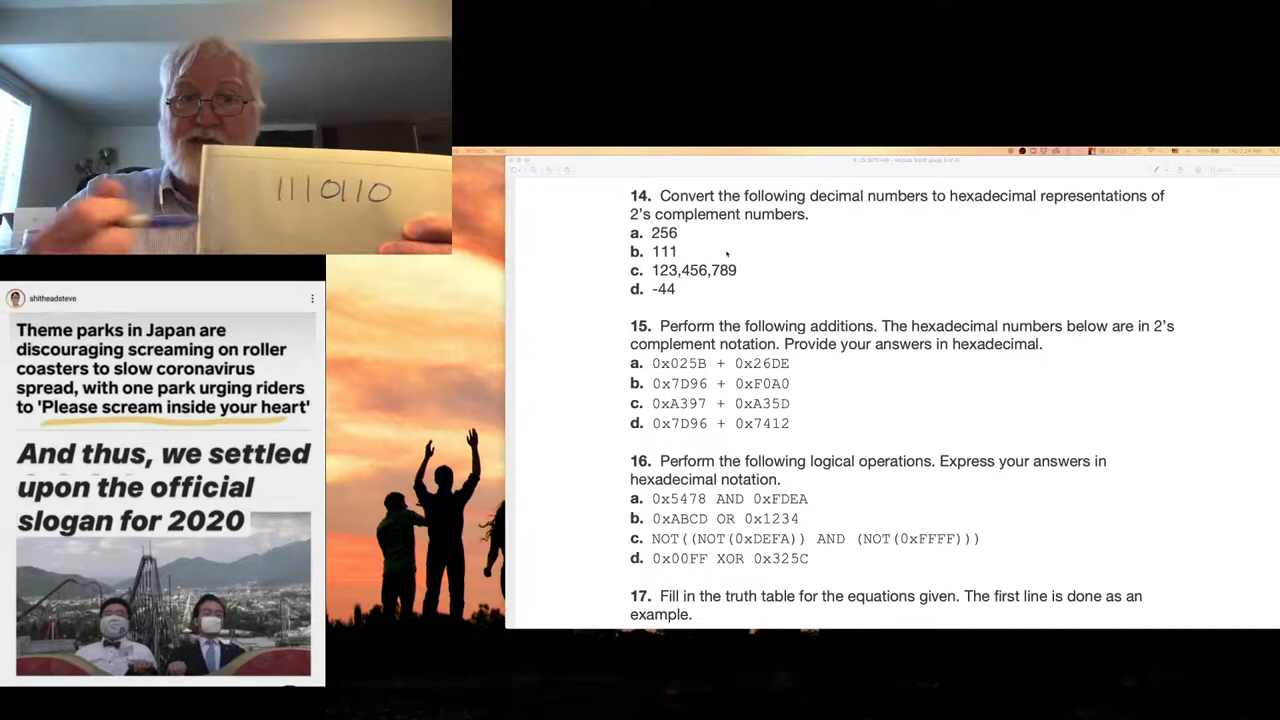 11110110
shitheadsteve
Theme parks in Japan are
discouraging screaming on roller
coasters to slow coronavirus
spread, with one park urging riders
to 'Please scream inside your heart'
And thus, we settled
upon the official
slogan for 2020
14. Convert the following decimal numbers to hexadecimal representations of
2's complement numbers.
a. 256
b. 111
c. 123,456,789
d. -44
15. Perform the following additions. The hexadecimal numbers below are in 2's
complement notation. Provide your answers in hexadecimal.
a. 0x025B + 0x26DE
b. 0x7D96 + 0xF0A0
c. 0xA397 + 0xA35D
d. 0x7D96 + 0x7412
16. Perform the following logical operations. Express your answers in
hexadecimal notation.
a. 0x5478 AND 0xFDEA
b. 0xABCD OR 0x1234
c. NOT((NOT(0xDEFA)) AND (NOT(0xFFFF)))
d. 0x00FF XOR 0x325C
17. Fill in the truth table for the equations given. The first line is done as an
example.